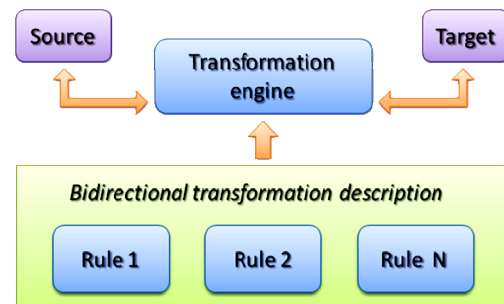 Source
Target
Transformation
engine
Bidirectional transformation description
Rule 1
Rule 2
Rule N